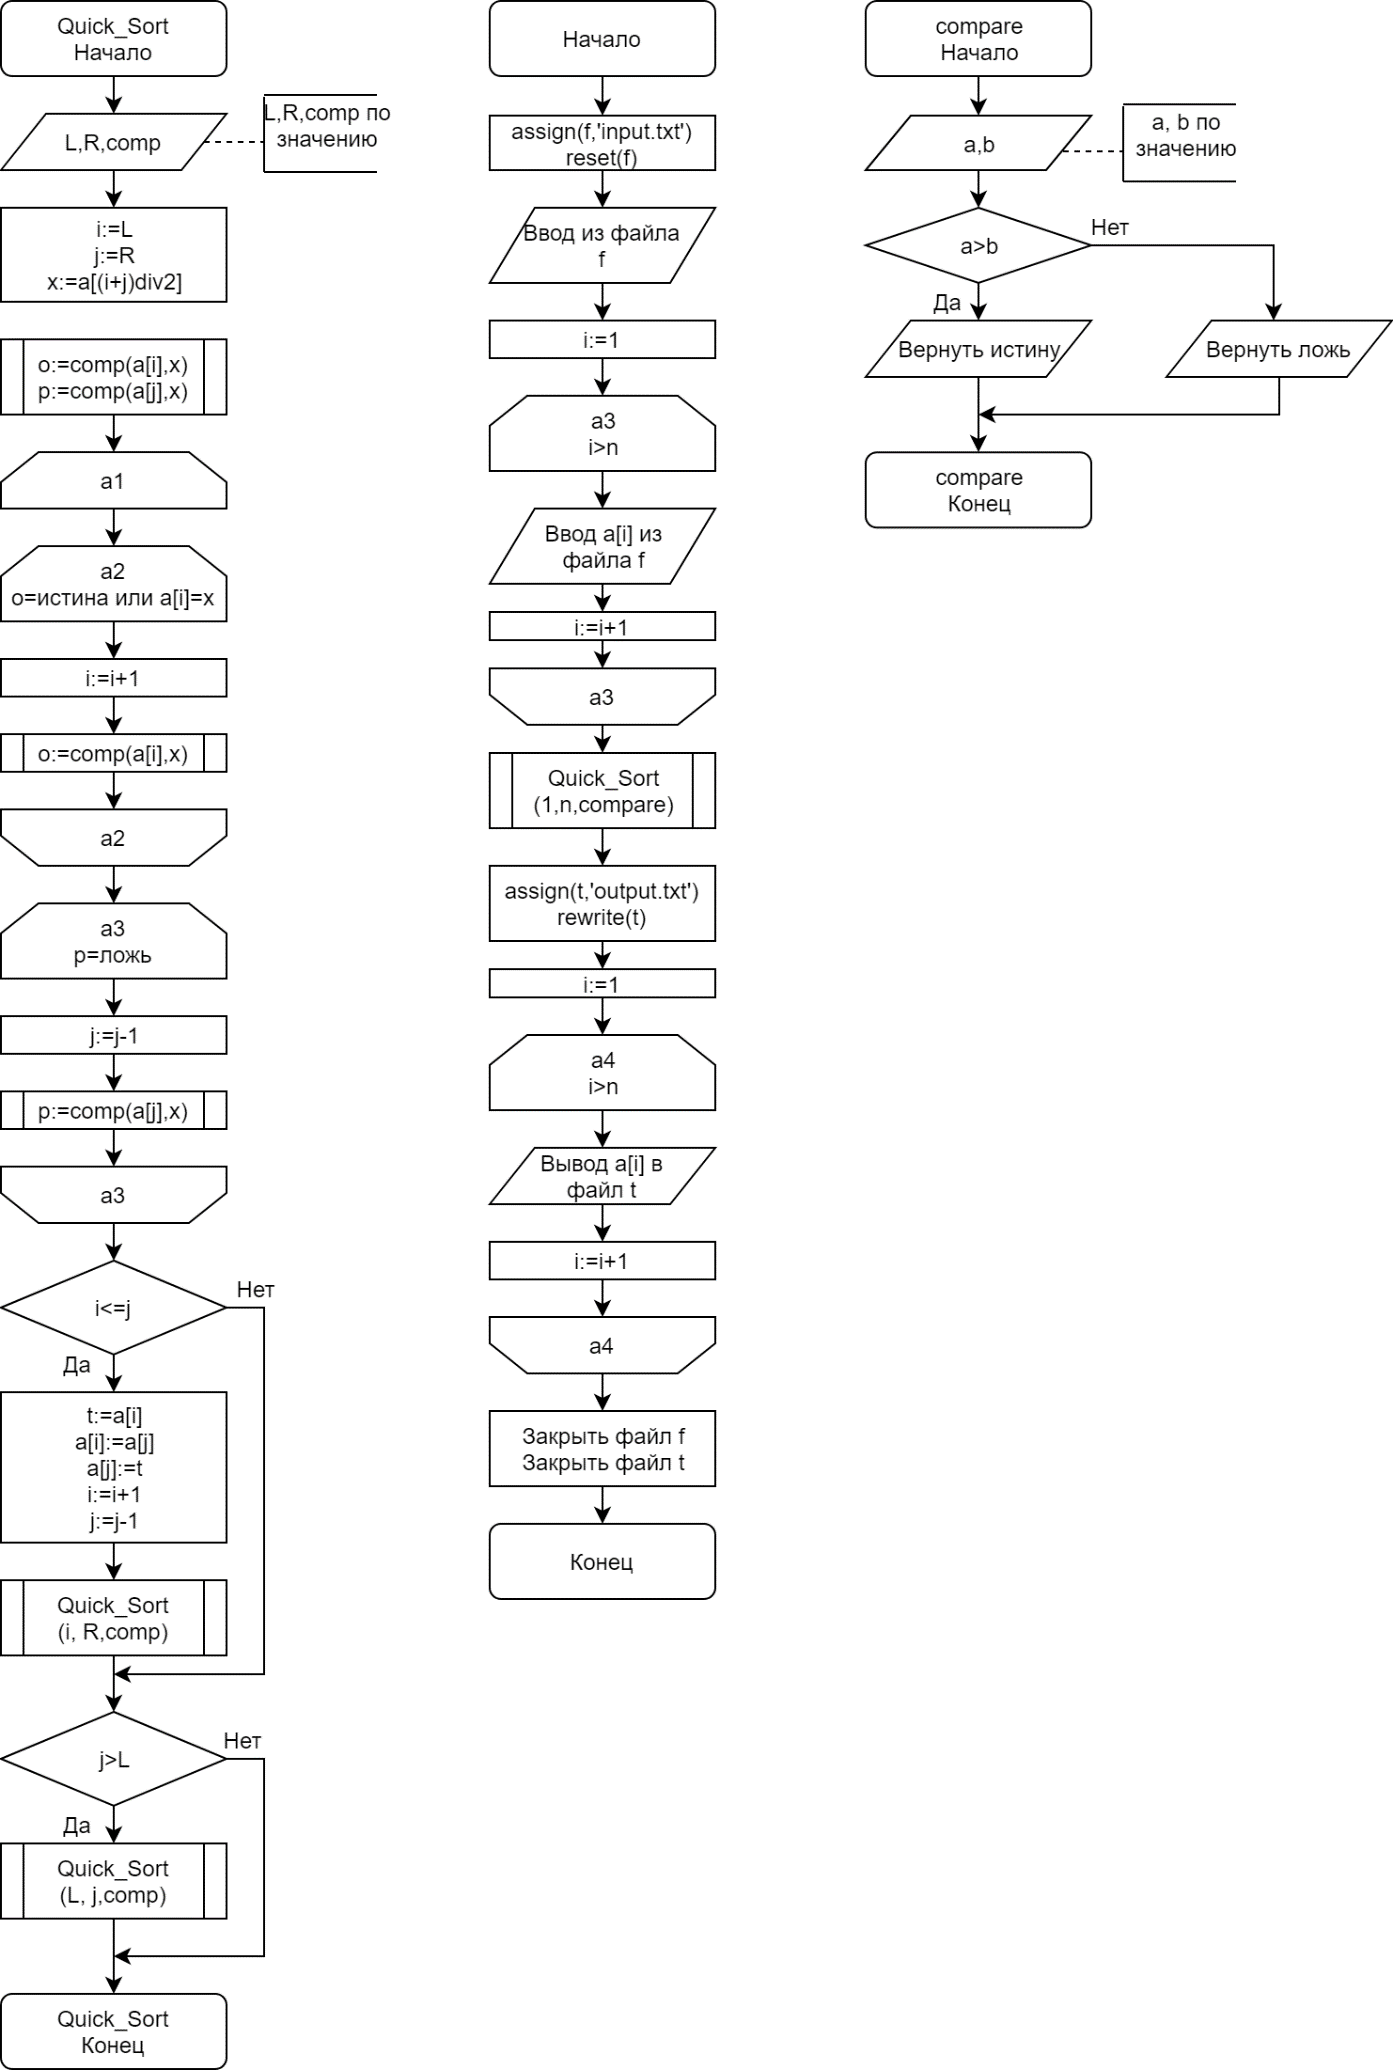 Quick_Sort
Начало
L,R,comp
L,R,comp по
значению
i:=L
j:=R
x:=a[(i+j)div2]
o:=comp(a[i],x)
p:=comp(a[j],x)
a1
a2
o=истина или a[i]=x
i:=i+1
o:=comp(a[i],x)
a2
a3
p=ложь
j:=j-1
p:=comp(a[j],x)
a3
i<=j
Нет
Да
t:=a[i]
a[i]:=a[j]
a[j]:=t
i:=i+1
j:=j-1
Quick_Sort
(i, R,comp)
j>L
Нет
Да
Quick_Sort
(L, j,comp)
Quick_Sort
Конец
Начало
assign(f,'input.txt')
reset(f)
Ввод из файла
f
i:=1
a3
i>n
Ввод a[i] из
файла f
i:=i+1
a3
Quick_Sort
(1,n,compare)
assign(t,'output.txt')
rewrite(t)
i:=1
a4
i>n
Вывод a[i] в
файл t
i:=i+1
a4
Закрыть файл f
Закрыть файл t
Конец
compare
Начало
a,b
a, b по
значению
a>b
Нет
Да
Вернуть истину
Вернуть ложь
compare
Конец